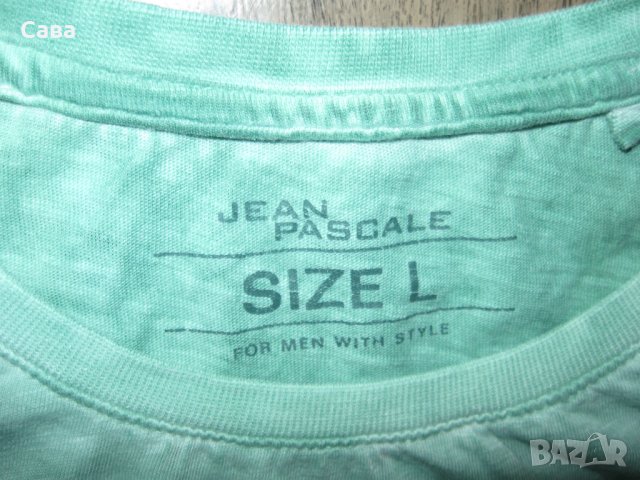 Сава
JEAN
PASCALE
SIZE L
FOR MEN WITH STYLE
BAZAR